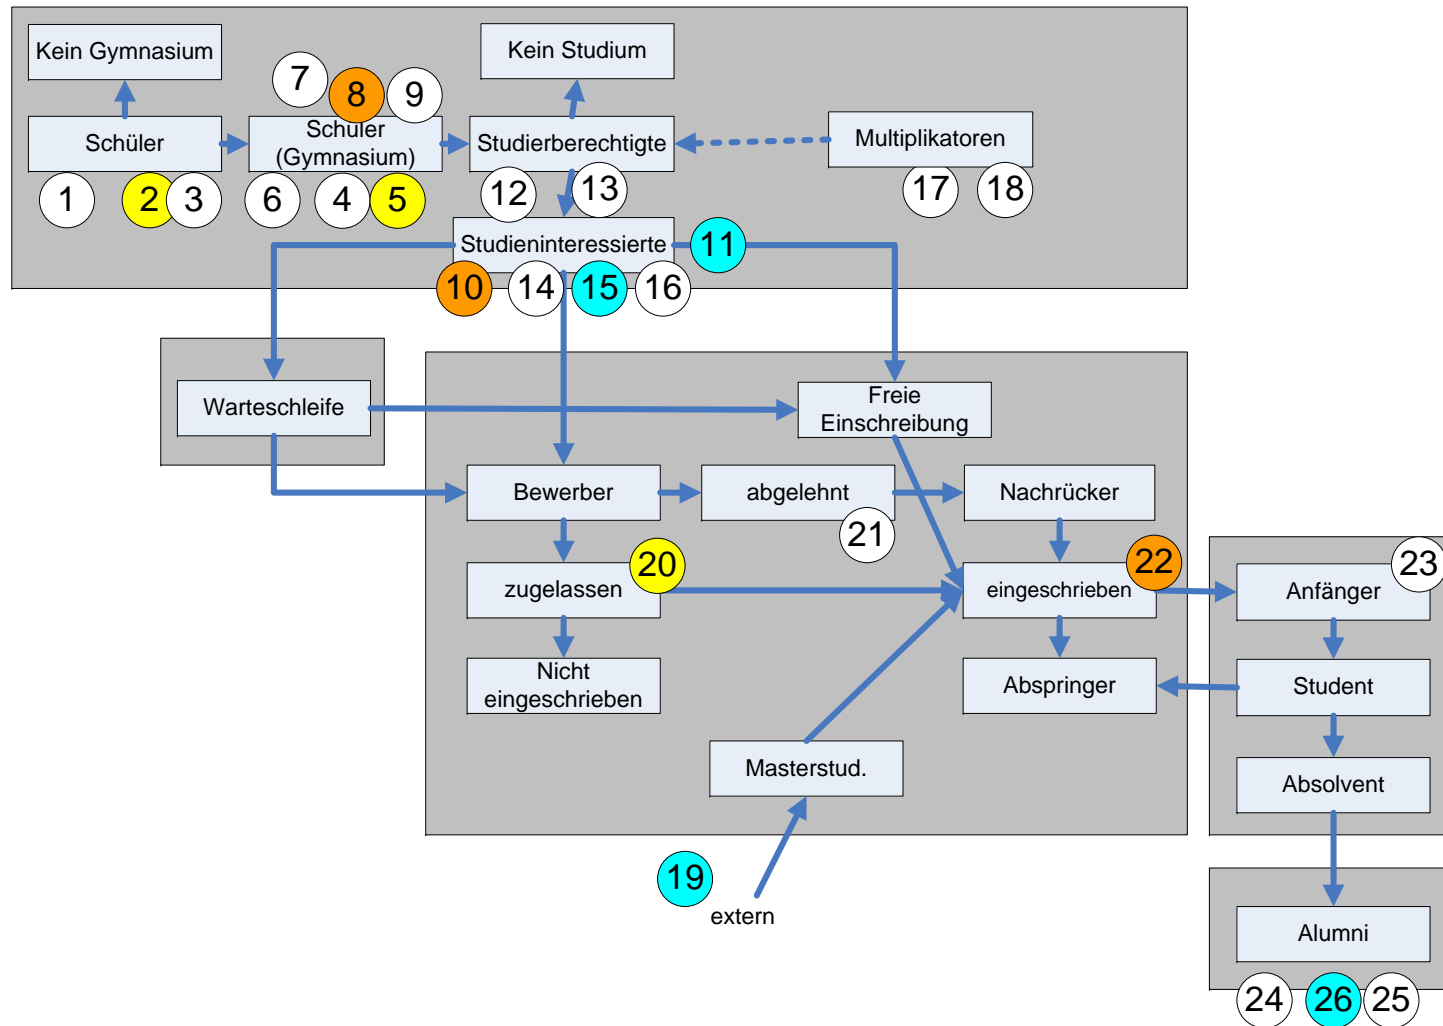 Kein Gymnasium
Kein Studium
7
8
9
Schüler
Schüler
(Gymnasium)
Studierberechtigte
Multiplikatoren
1
2
3
6
4
5
12
13
17
18
Studieninteressierte
11
10
14
15
16
Warteschleife
Freie
Einschreibung
Bewerber
abgelehnt
Nachrücker
21
zugelassen
20
eingeschrieben
22
Anfänger
23
Nicht
eingeschrieben
Abspringer
Student
Masterstud.
Absolvent
19
extern
Alumni
24
26
25